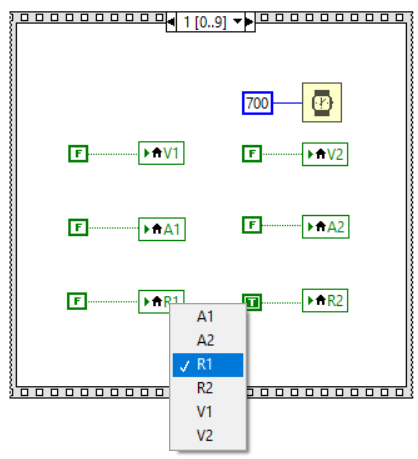 1 [0..9]
700
F V1 F V2
F A1 F A2
F R1 T R2
A1
A2
R1
R2
V1
V2